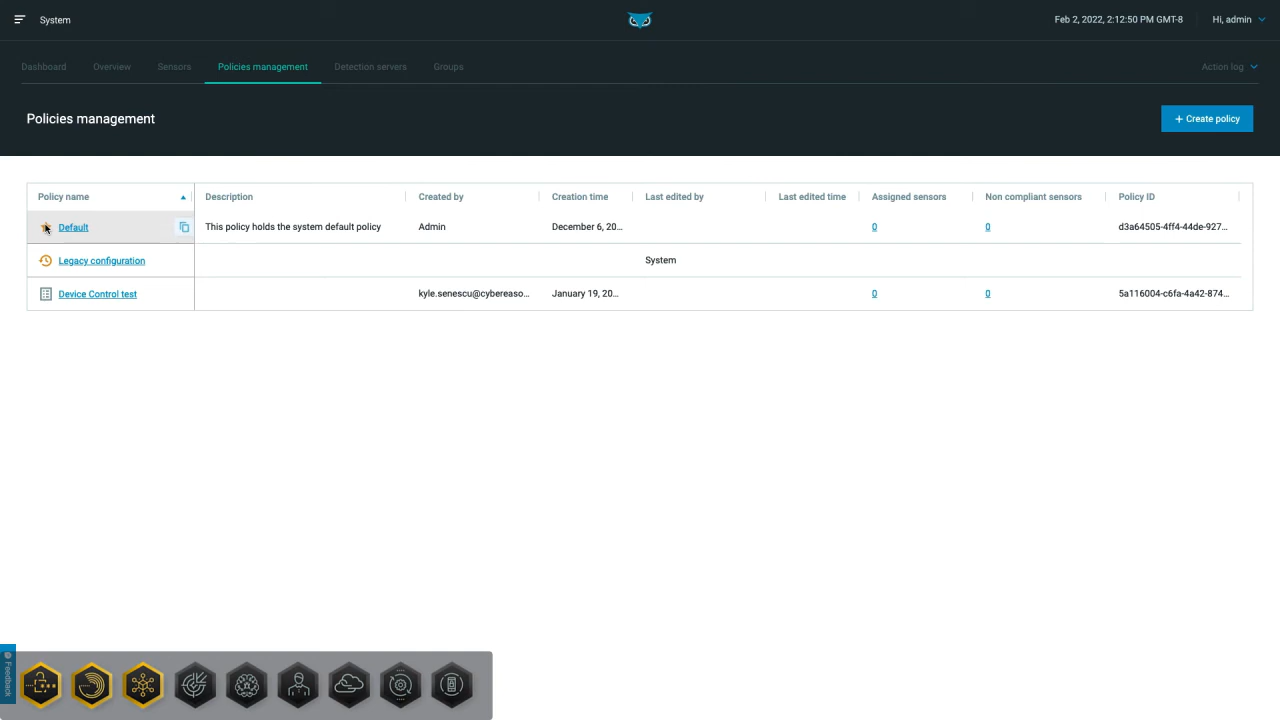 System
Feb 2, 2022, 2:12:50 PM GMT-8
Hi, admin
Dashboard
Overview
Sensors
Policies management
Detection servers
Groups
Action log
Policies management
+ Create policy
Policy name
Description
Created by
Creation time
Last edited by
Last edited time
Assigned sensors
Non compliant sensors
Policy ID
Default
This policy holds the system default policy
Admin
December 6, 20...
0
0
d3a64505-4ff4-44de-927...
Legacy configuration
System
Device Control test
kyle.senescu@cybereaso...
January 19, 20...
0
0
5a116004-c6fa-4a42-874...
Feedback